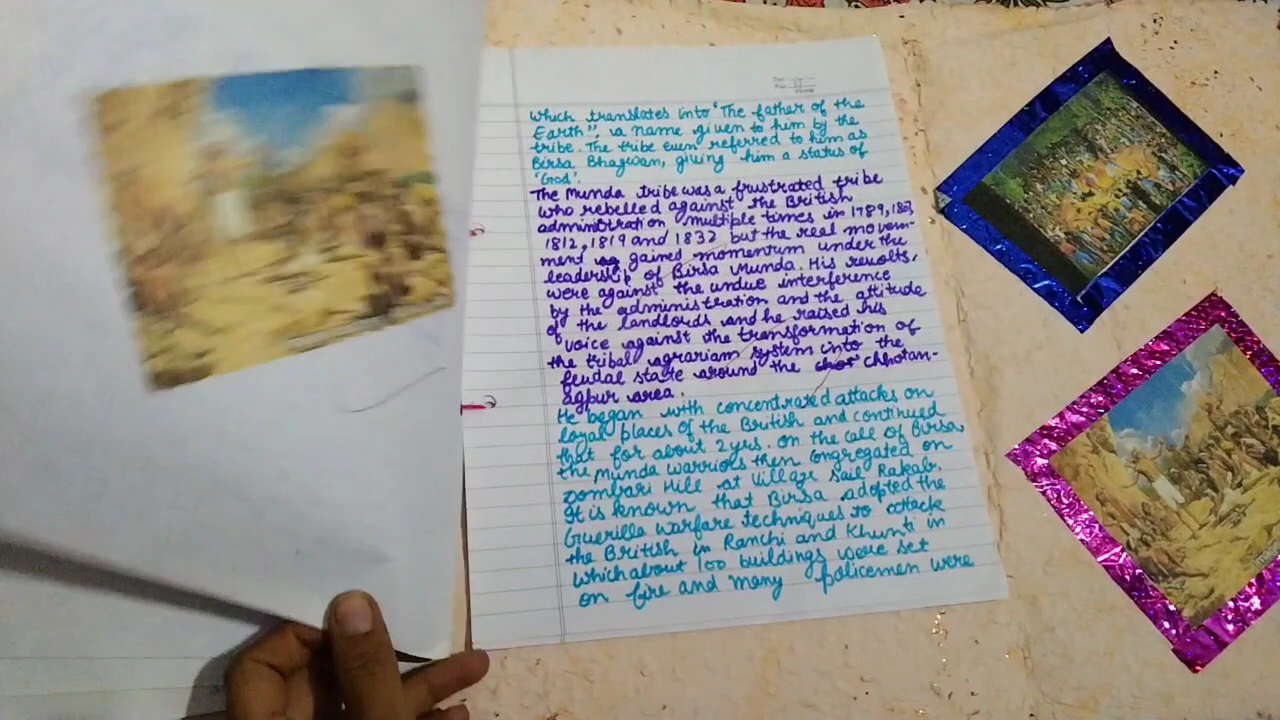 which translates into "The father of the
Earth", a name given to him by the
tribe. The tribe even referred to him as
Birsa Bhagwan, giving him a status of
'God'.
The Munda tribe was a frustrated tribe
who rebelled against the British
administration multiple times in 1789, 1803
1812, 1819 and 1832 but the real movem-
ment gained momentum under the
leadership of Birsa Munda. His revolts,
were against the undue interference
by the administration and the attitude
of the landlords and he raised his
voice against the transformation of
the tribal agrariam system into the
feudal state around the chhotan-
agpur area.
He began with concentrated attacks on
loyal places of the British and continued
that for about 2 yrs. On the call of Birsa,
the munda warriors then congregated on
Dombari Hill at Village Sail Rakab.
It is known that Birsa adopted the
Guerilla warfare techniques to attack
the British in Ranchi and Khunti in
which about 100 buildings were set
on fire and many policemen were